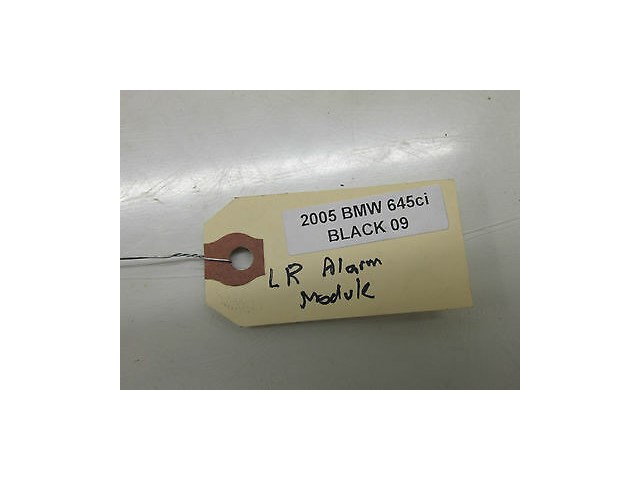 2005 BMW 645ci
BLACK 09
LR Alarm
Module